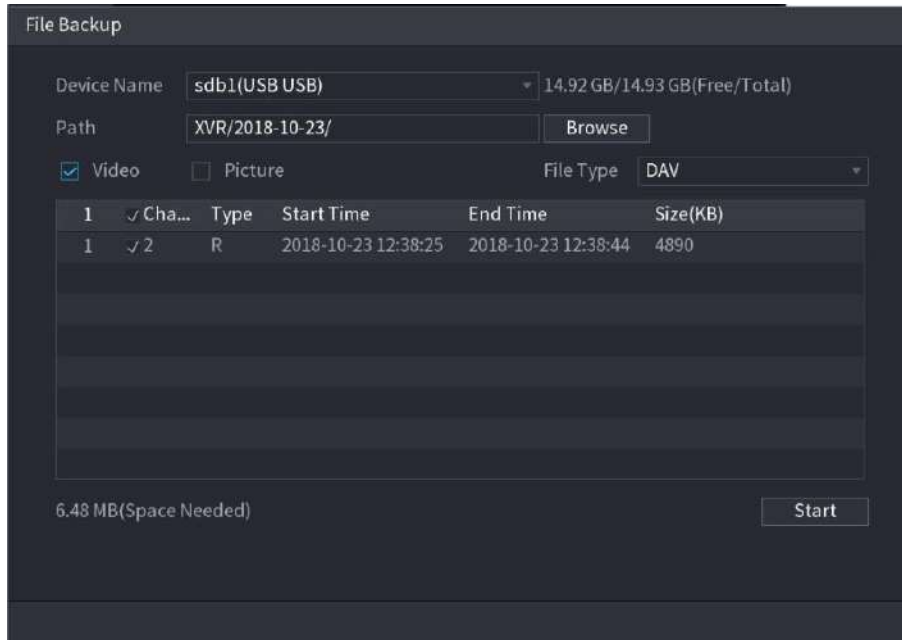 File Backup
Device Name sdb1(USB USB) 14.92 GB/14.93 GB(Free/Total)
Path XVR/2018-10-23/ Browse
Video Picture File Type DAV
1 Cha... Type Start Time End Time Size(KB)
1 2 R 2018-10-23 12:38:25 2018-10-23 12:38:44 4890
6.48 MB(Space Needed) Start